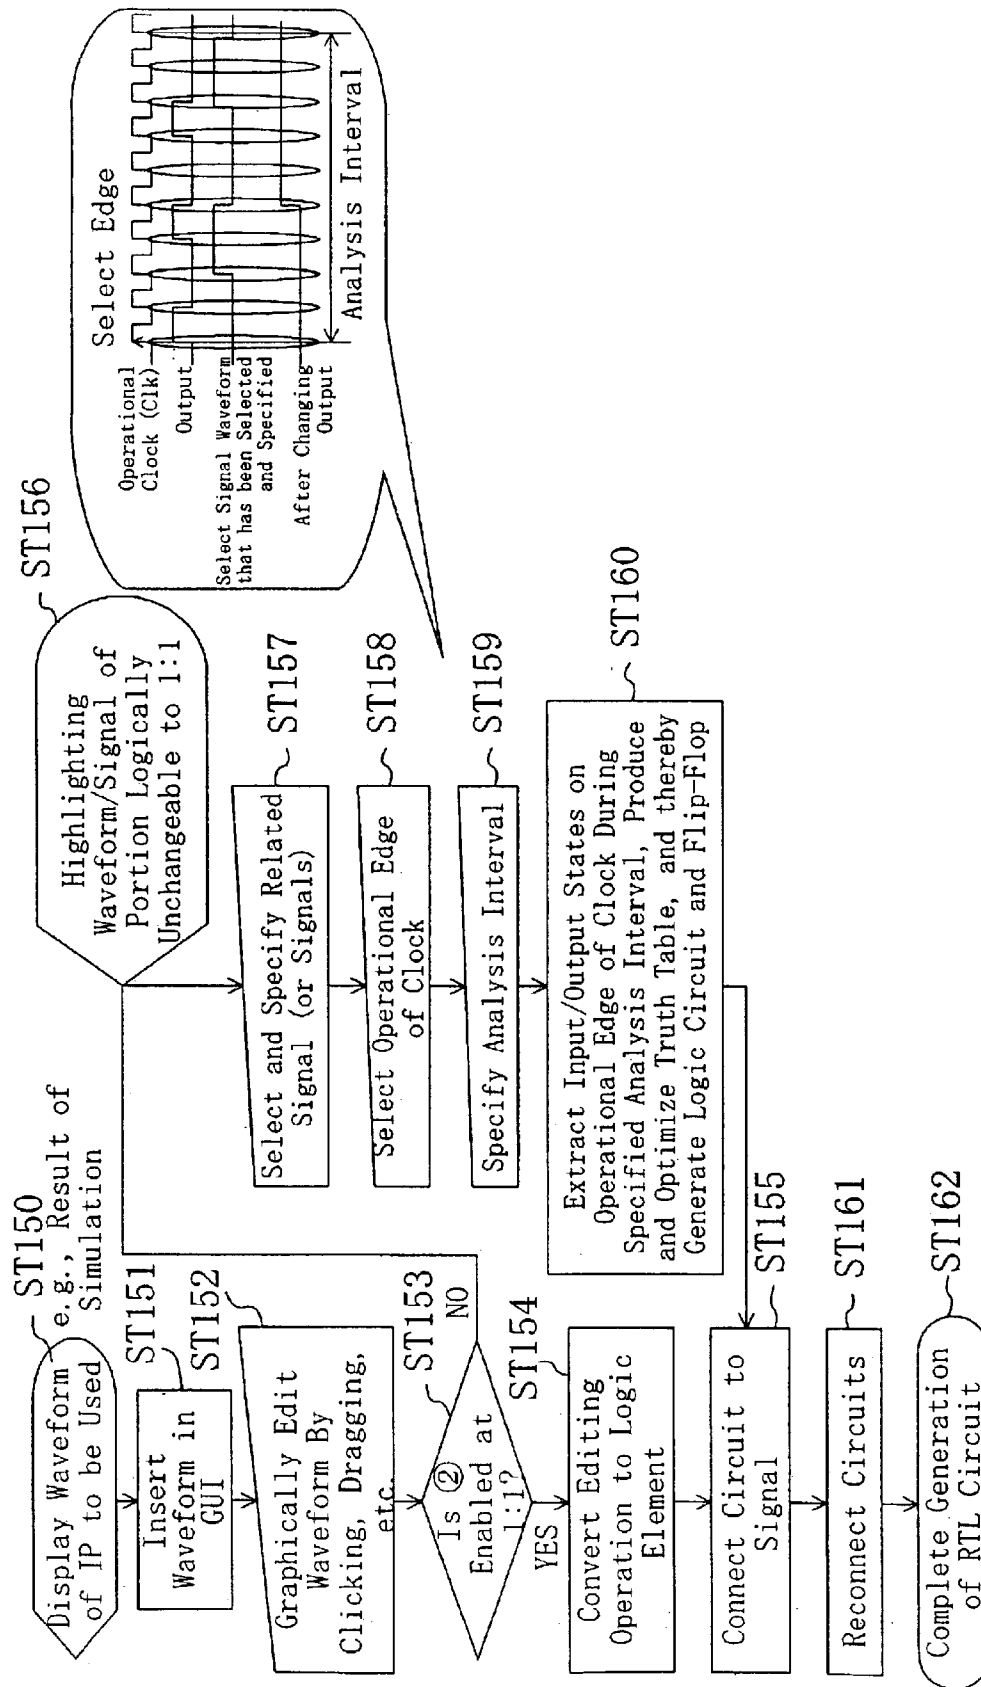 ST150
Display Waveform
of IP to be Used
e.g., Result of
Simulation
ST151
Insert
Waveform in
GUI
ST152
Graphically Edit
Waveform By
Clicking, Dragging,
etc.
ST153
Is ②
Enabled at
1:1?
NO
YES
ST154
Convert Editing
Operation to Logic
Element
ST155
Connect Circuit to
Signal
ST161
Reconnect Circuits
ST162
Complete Generation
of RTL Circuit
ST156
Highlighting
Waveform/Signal of
Portion Logically
Unchangeable to 1:1
ST157
Select and Specify Related
Signal (or Signals)
ST158
Select Operational Edge
of Clock
ST159
Specify Analysis Interval
ST160
Extract Input/Output States on
Operational Edge of Clock During
Specified Analysis Interval, Produce
and Optimize Truth Table, and thereby
Generate Logic Circuit and Flip-Flop
Select Edge
Operational
Clock (Clk)
Output
Select Signal Waveform
that has been Selected
and Specified
After Changing
Output
Analysis Interval